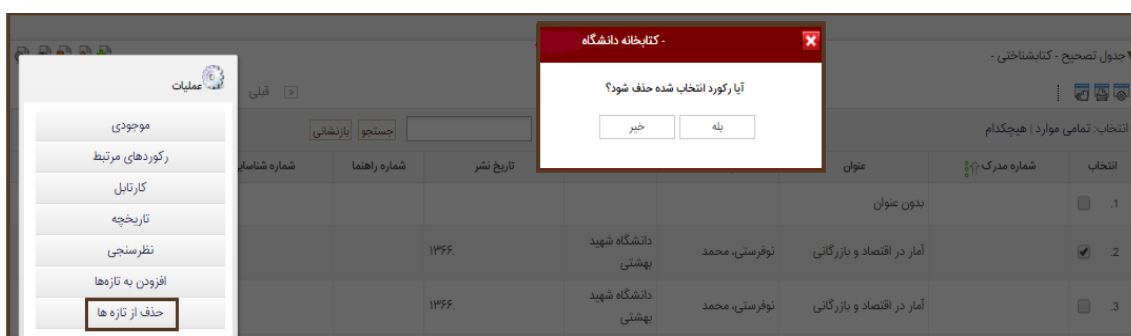 کتابخانه دانشگاه -
آیا رکورد انتخاب شده حذف شود؟
بله خیر
جدول تصحیح - کتابشناختی -
قبلی
انتخاب: تمامی موارد | هیچکدام
جستجو بازنشانی
انتخاب شماره مدرک عنوان تاریخ نشر شماره راهنما
1. بدون عنوان
2. آمار در اقتصاد و بازرگانی نوفرستی، محمد دانشگاه شهید بهشتی ۱۳۶۶.
3. آمار در اقتصاد و بازرگانی نوفرستی، محمد دانشگاه شهید بهشتی ۱۳۶۶.
عملیات
موجودی
رکوردهای مرتبط
کارتابل
تاریخچه
نظرسنجی
افزودن به تازه‌ها
حذف از تازه ها